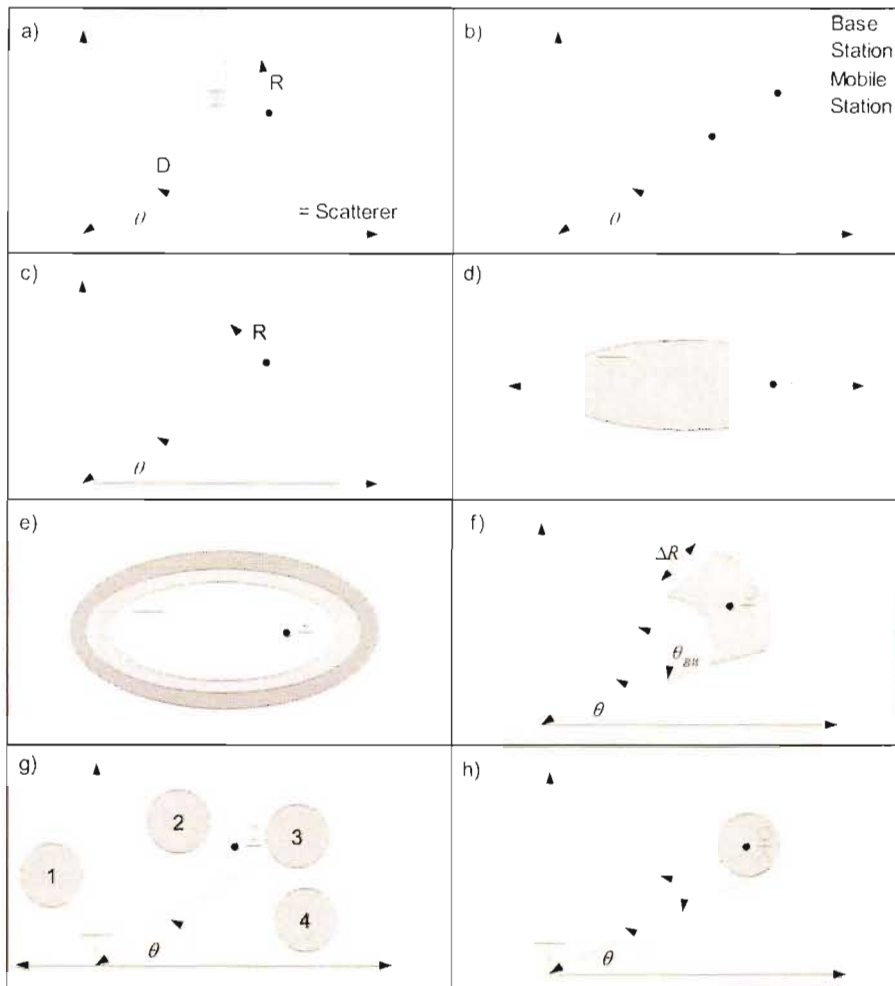 a)
R
D
θ
= Scatterer
b)
Base
Station
Mobile
Station
θ
c)
R
θ
d)
e)
f)
ΔR
θ
g)
1
2
3
4
θ
h)
θ